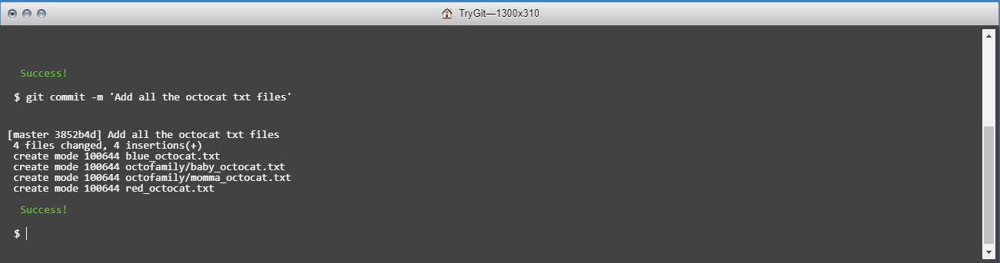 TryGit—1300x310
Success!
$ git commit -m 'Add all the octocat txt files'
[master 3852b4d] Add all the octocat txt files
4 files changed, 4 insertions(+)
create mode 100644 blue_octocat.txt
create mode 100644 octofamily/baby_octocat.txt
create mode 100644 octofamily/momma_octocat.txt
create mode 100644 red_octocat.txt
Success!
$